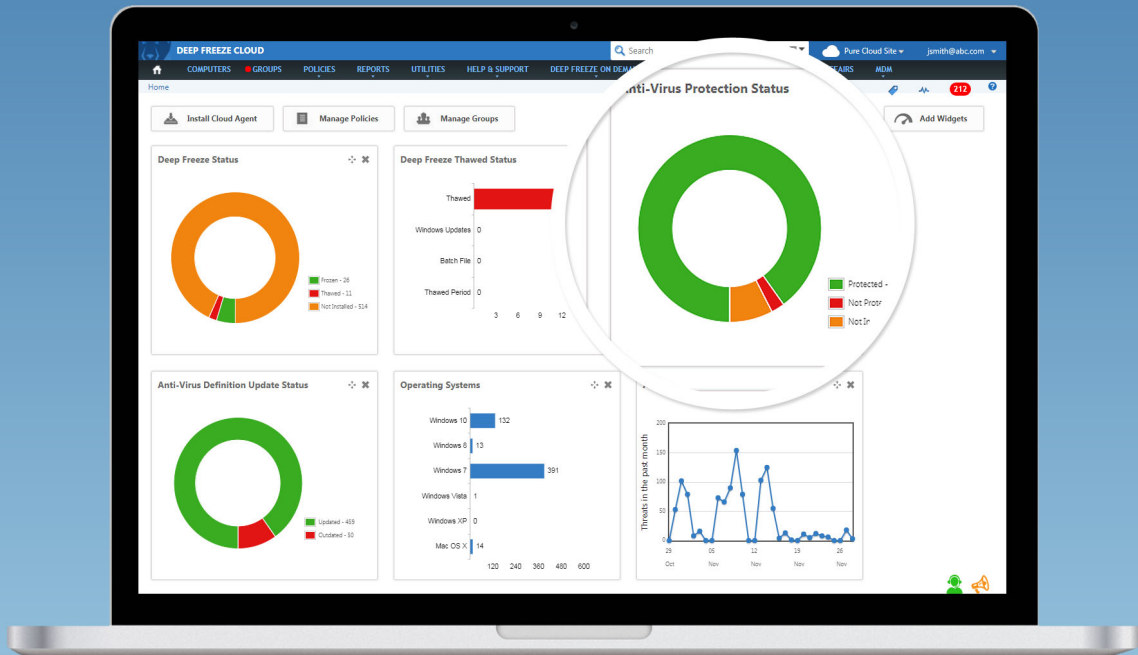 DEEP FREEZE CLOUD
Search
Pure Cloud Site
jsmith@abc.com
COMPUTERS
GROUPS
POLICIES
REPORTS
UTILITIES
HELP & SUPPORT
DEEP FREEZE ON
MDM
Home
212
?
Install Cloud Agent
Manage Policies
Manage Groups
Add Widgets
Deep Freeze Status
Frozen - 26
Thawed - 11
Not Installed - 514
Deep Freeze Thawed Status
Thawed
Windows Updates 0
Batch File 0
Thawed Period 0
3 6 9 12
Virus Protection Status
Protected -
Not
Not
Anti-Virus Definition Update Status
Updated - 459
Outdated - 50
Operating Systems
Windows 10 132
Windows 8 13
Windows 7 391
Windows Vista 1
Windows XP 0
Mac OS X 14
120 240 360 480 600
Threats in the past month
200
150
100
50
0
29 05 12 19 26
Oct Nov Nov Nov Nov